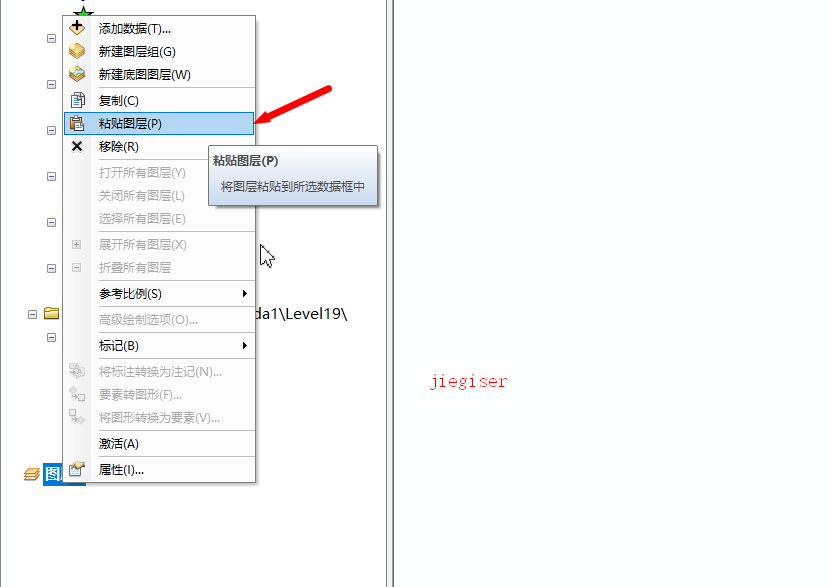 添加数据(T)...
新建图层组(G)
新建底图图层(W)
复制(C)
粘贴图层(P)
移除(R)
粘贴图层(P)
将图层粘贴到所选数据框中
打开所有图层(Y)
关闭所有图层(L)
选择所有图层(E)
展开所有图层(X)
折叠所有图层
参考比例(S)
da1\Level19\
高级绘制选项(O)...
标记(B)
将标注转换为注记(N)...
jiegiser
要素转图形(F)...
将图形转换为要素(V)...
激活(A)
图
属性(I)...